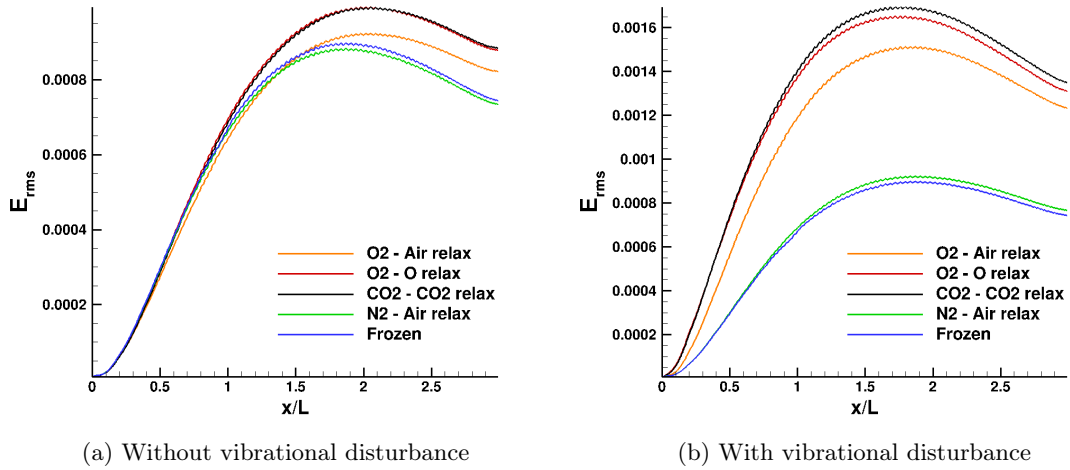 E_rms
0.0008
0.0006
0.0004
0.0002
0 0.5 1 1.5 2 2.5
x/L
O2 - Air relax
O2 - O relax
CO2 - CO2 relax
N2 - Air relax
Frozen
(a) Without vibrational disturbance
E_rms
0.0016
0.0014
0.0012
0.001
0.0008
0.0006
0.0004
0.0002
0 0.5 1 1.5 2 2.5
x/L
O2 - Air relax
O2 - O relax
CO2 - CO2 relax
N2 - Air relax
Frozen
(b) With vibrational disturbance